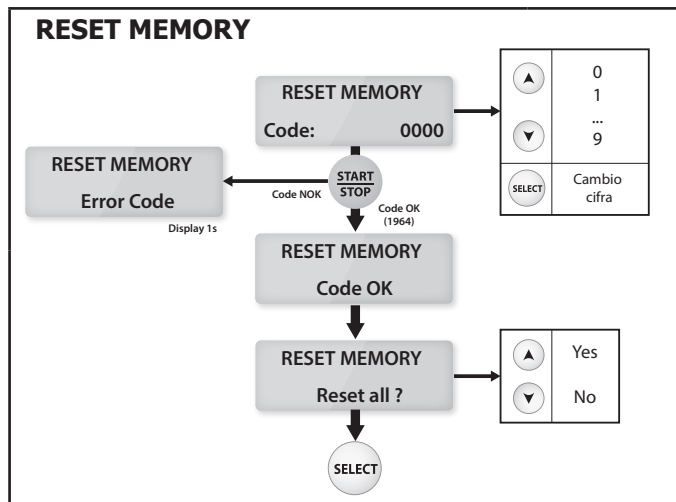 RESET MEMORY
RESET MEMORY
Code: 0000
0
1
...
9
SELECT
Cambio
cifra
START
STOP
Code NOK
RESET MEMORY
Error Code
Display 1s
Code OK
(1964)
RESET MEMORY
Code OK
RESET MEMORY
Reset all ?
Yes
No
SELECT